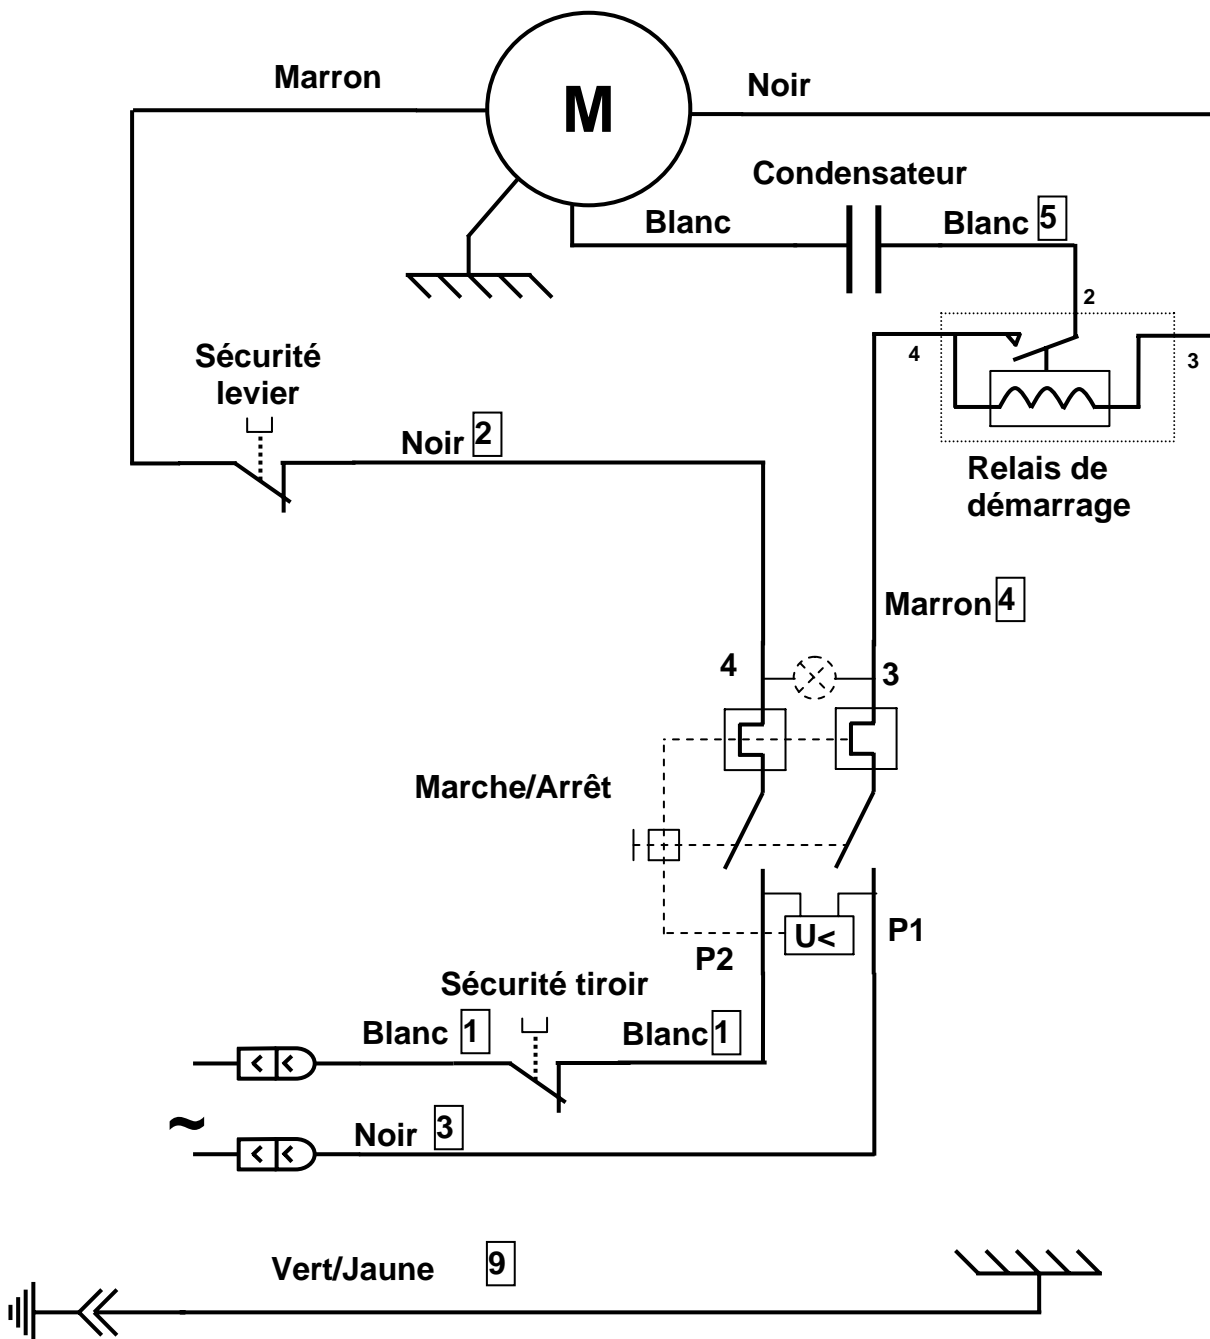 Marron
M
Noir
Condensateur
Blanc
Blanc 5
2
4
3
Sécurité
levier
Noir 2
Relais de
démarrage
Marron 4
4
3
Marche/Arrêt
U<
P1
P2
Sécurité tiroir
Blanc 1
Blanc 1
~
Noir 3
Vert/Jaune 9